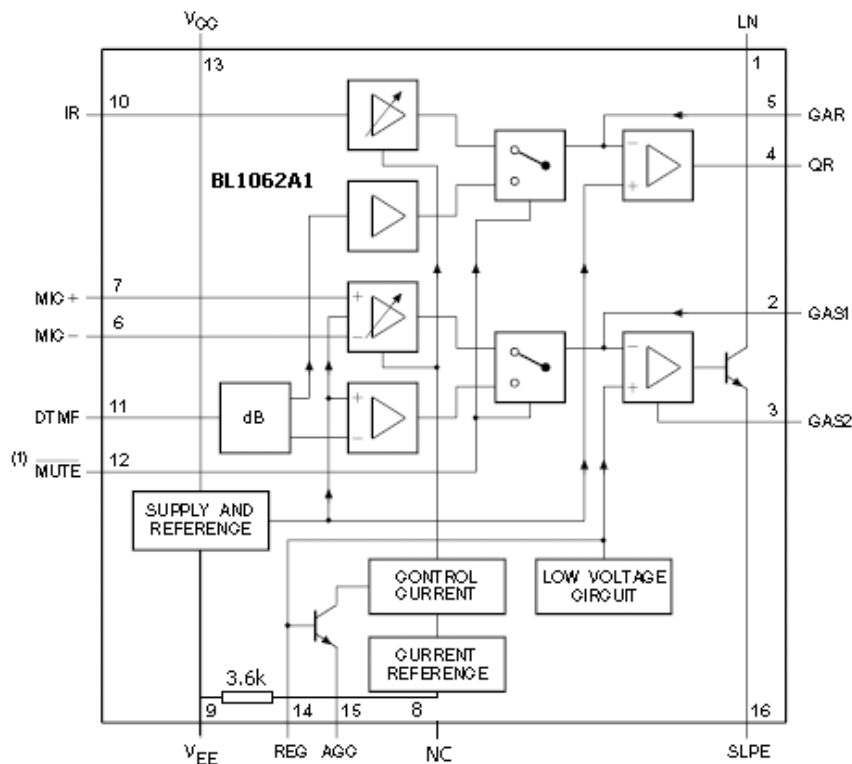 VCC LN
13 1
IR 10 5 GAR
4 QR
BL1062A1
MIC+ 7
2 GAS1
MIC- 6
+ -
- +
+ -
- +
DTMF 11 dB 3 GAS2
(1) MUTE 12
SUPPLY AND
REFERENCE
CONTROL
CURRENT
LOW VOLTAGE
CIRCUIT
CURRENT
REFERENCE
3.6k
9 14 15 8 16
VEE REG AGC NC SLPE